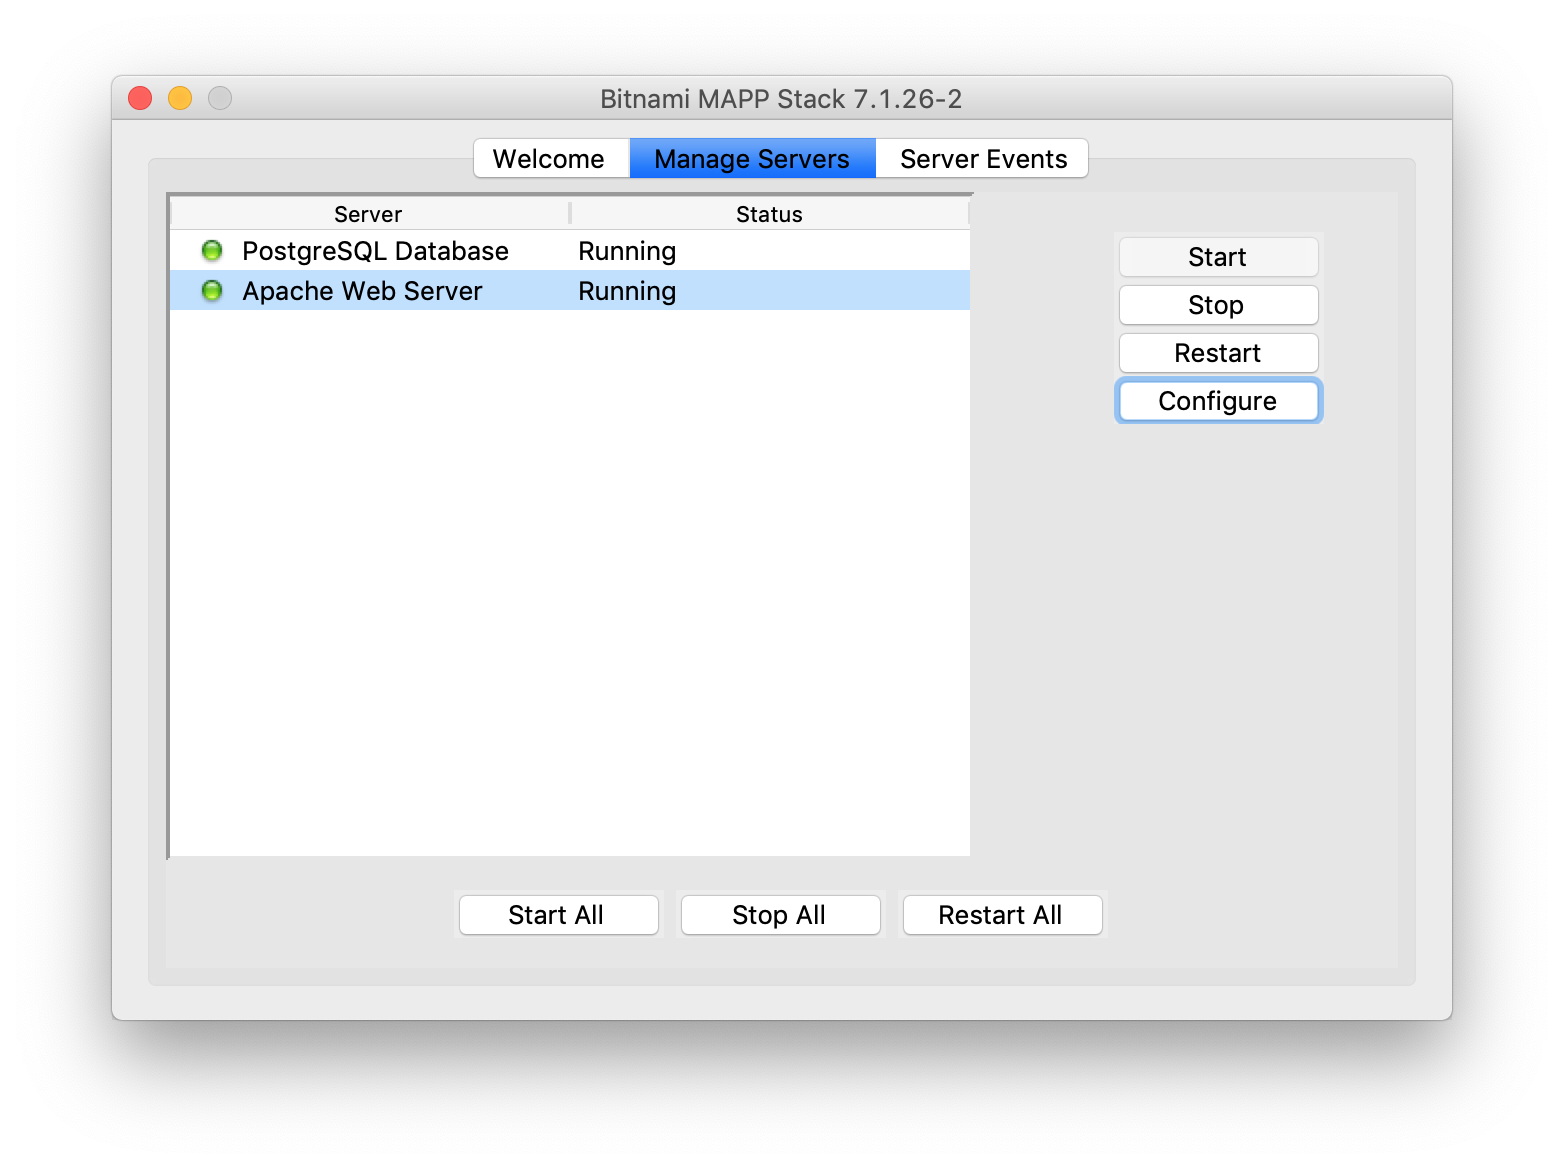 Bitnami MAPP Stack 7.1.26-2
Welcome Manage Servers Server Events
Server Status
PostgreSQL Database Running
Apache Web Server Running
Start
Stop
Restart
Configure
Start All Stop All Restart All